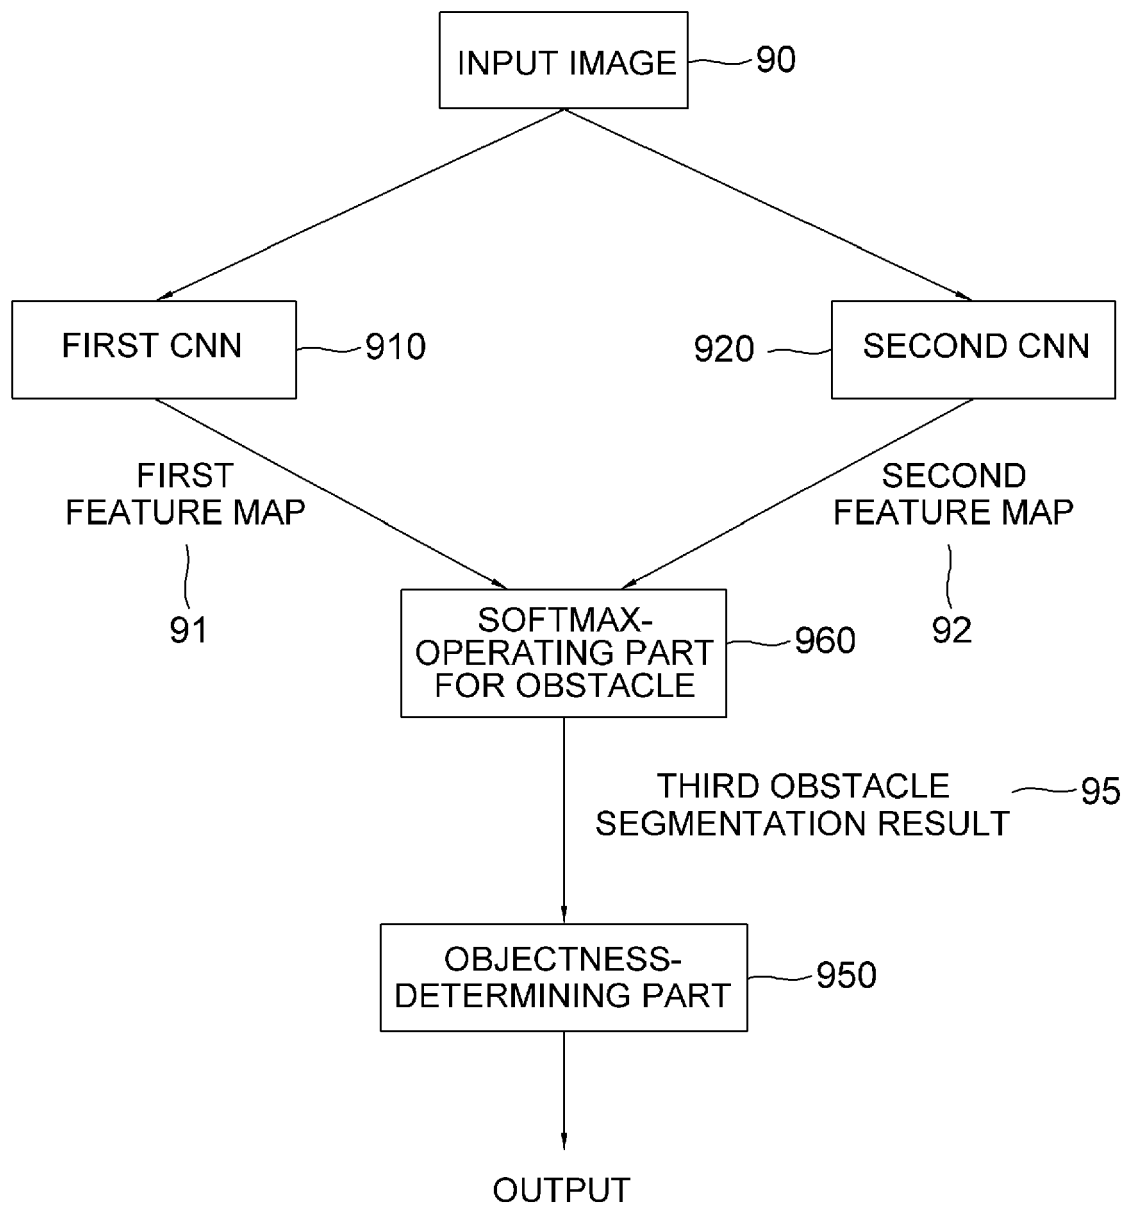 INPUT IMAGE
90
FIRST CNN
910
920
SECOND CNN
FIRST
FEATURE MAP
91
SECOND
FEATURE MAP
92
SOFTMAX-
OPERATING PART
FOR OBSTACLE
960
THIRD OBSTACLE
SEGMENTATION RESULT
95
OBJECTNESS-
DETERMINING PART
950
OUTPUT